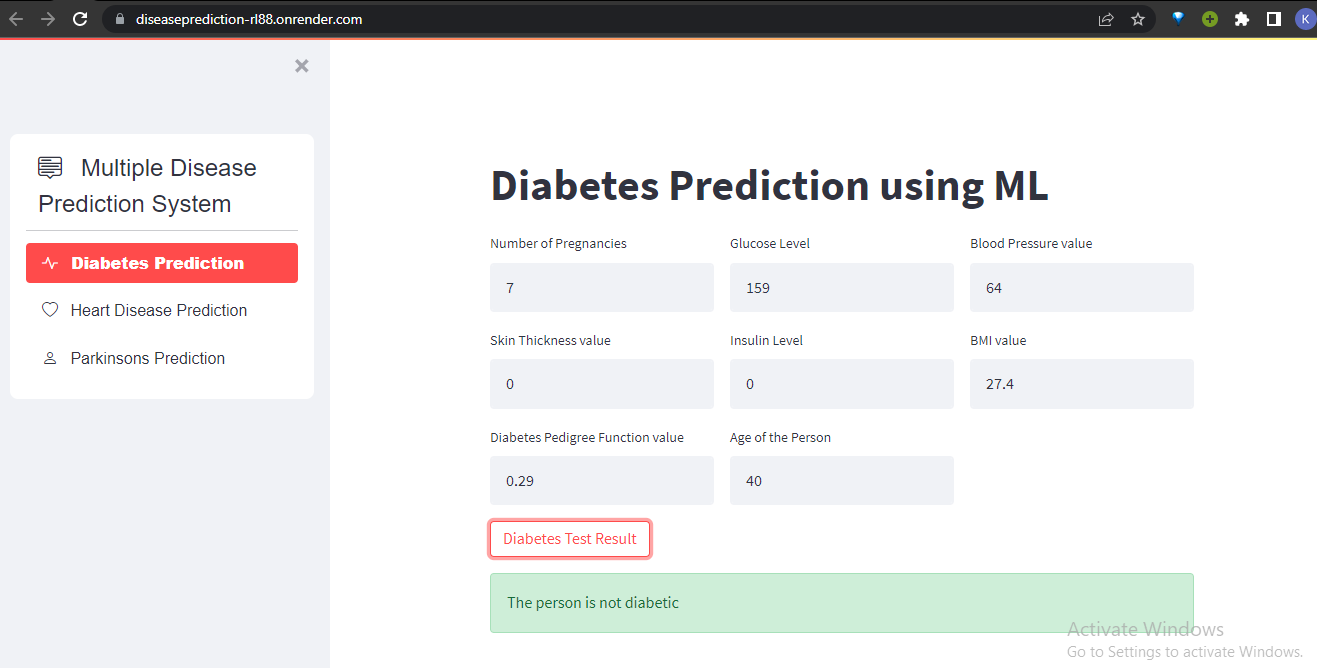 diseaseprediction-rl88.onrender.com
K
×
Multiple Disease
Prediction System
Diabetes Prediction
Heart Disease Prediction
Parkinsons Prediction
Diabetes Prediction using ML
Number of Pregnancies Glucose Level Blood Pressure value
7 159 64
Skin Thickness value Insulin Level BMI value
0 0 27.4
Diabetes Pedigree Function value Age of the Person
0.29 40
Diabetes Test Result
The person is not diabetic
Activate Windows
Go to Settings to activate Windows.